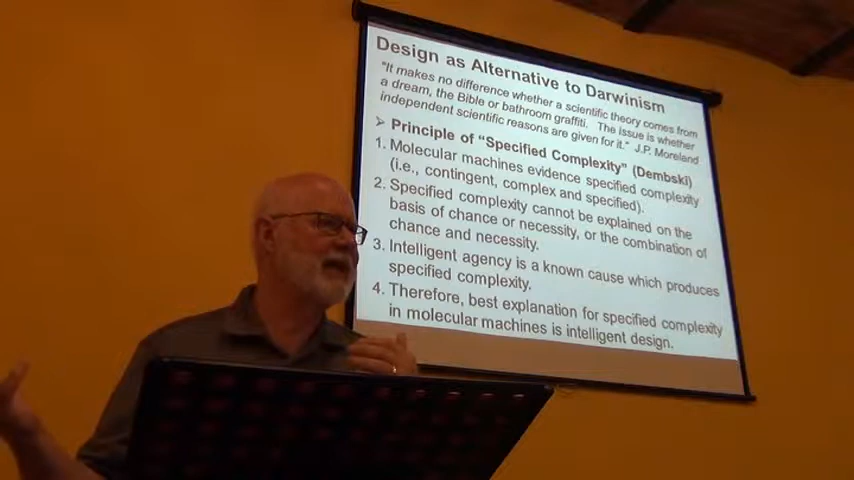 Design as Alternative to Darwinism
"It makes no difference whether a scientific theory comes from
a dream, the Bible or bathroom graffiti. The issue is whether
independent scientific reasons are given for it." J.P. Moreland
➢ Principle of "Specified Complexity" (Dembski)
1. Molecular machines evidence specified complexity
(i.e., contingent, complex and specified).
2. Specified complexity cannot be explained on the
basis of chance or necessity, or the combination of
chance and necessity.
3. Intelligent agency is a known cause which produces
specified complexity.
4. Therefore, best explanation for specified complexity
in molecular machines is intelligent design.